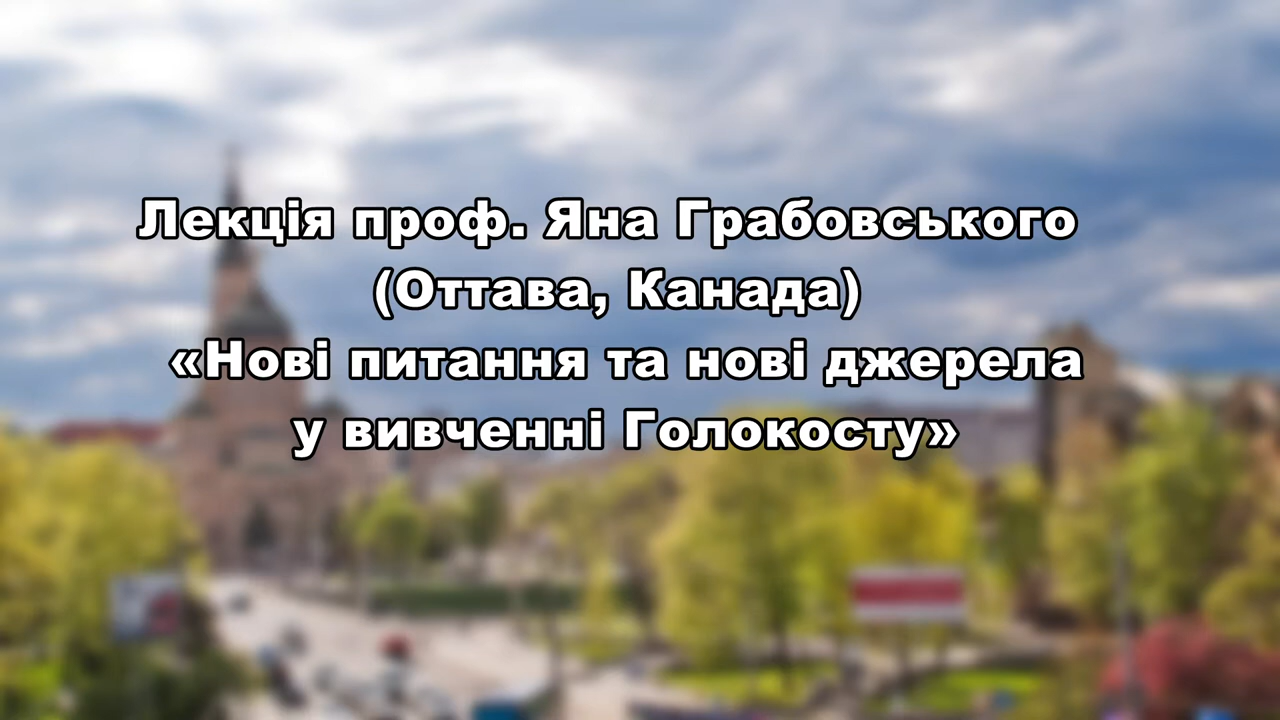 Лекція проф. Яна Грабовського
(Оттава, Канада)
«Нові питання та нові джерела
у вивченні Голокосту»